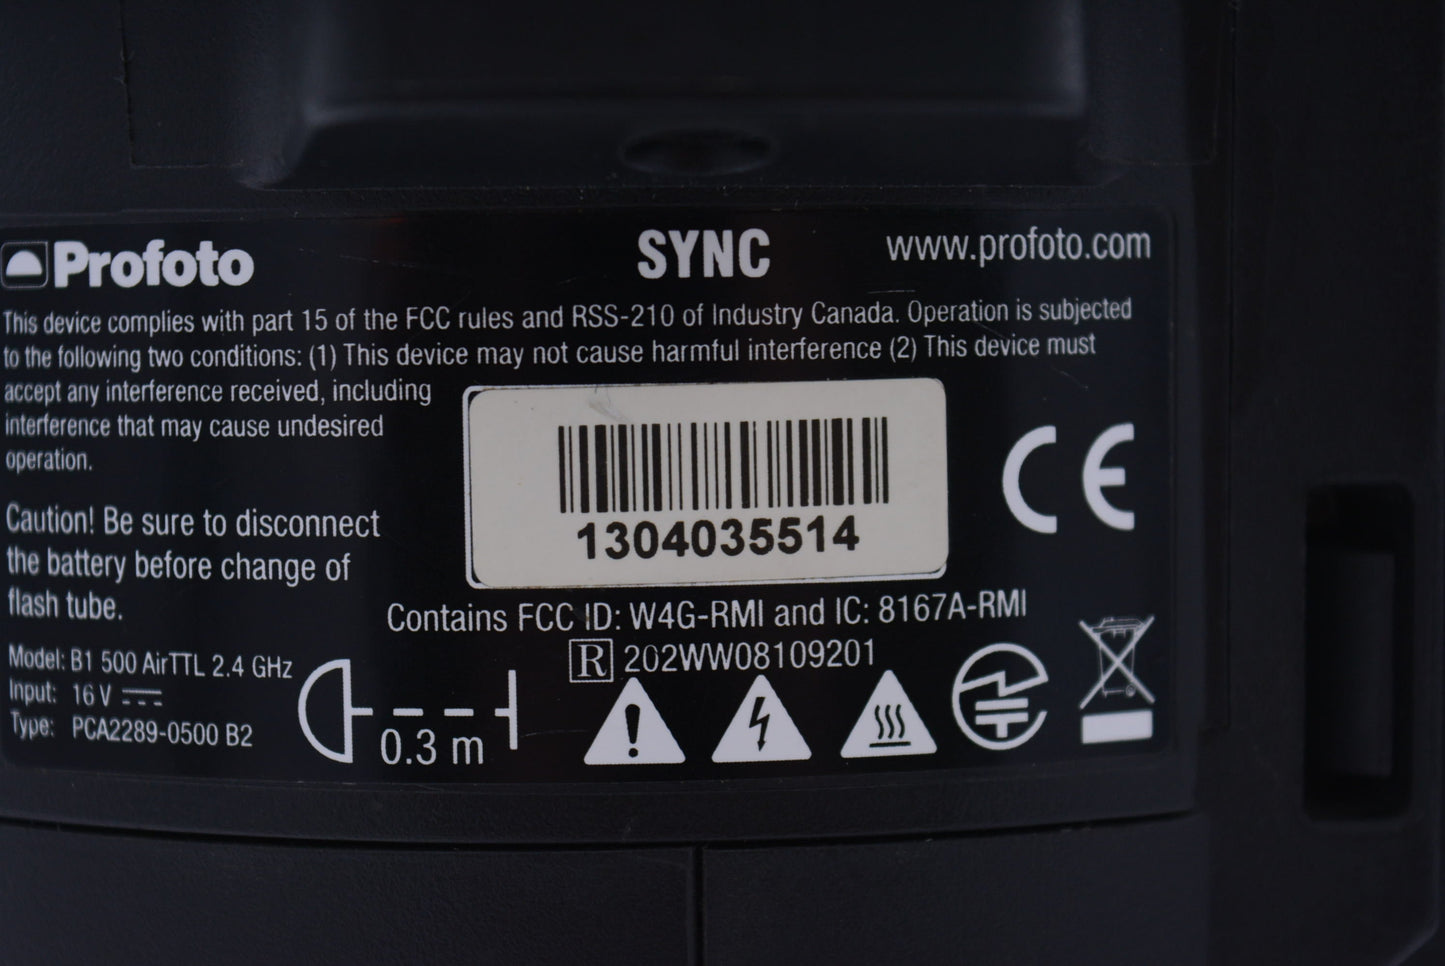 Profoto
SYNC
www.profoto.com
This device complies with part 15 of the FCC rules and RSS-210 of Industry Canada. Operation is subjected
to the following two conditions: (1) This device may not cause harmful interference (2) This device must
accept any interference received, including
interference that may cause undesired
operation.
1304035514
CE
Caution! Be sure to disconnect
the battery before change of
flash tube.
Contains FCC ID: W4G-RMI and IC: 8167A-RMI
R 202WW08109201
Model: B1 500 AirTTL 2.4 GHz
Input: 16 V
Type: PCA2289-0500 B2
0.3 m